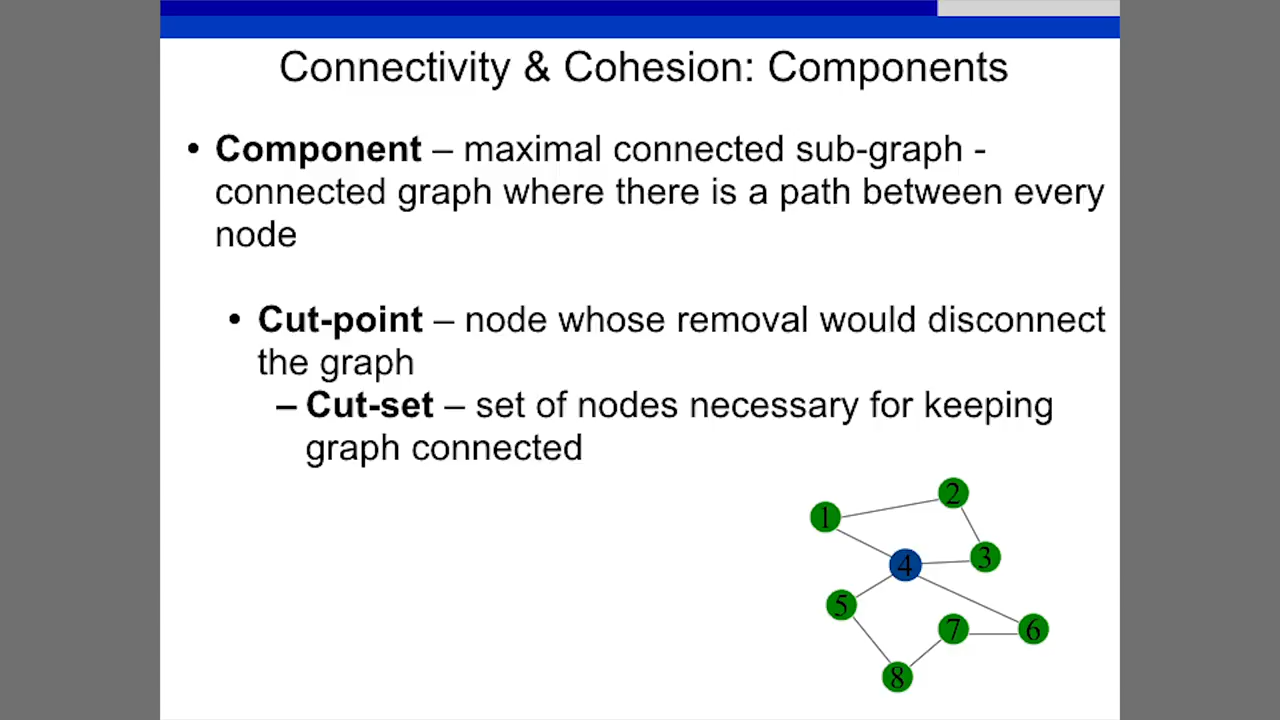 Connectivity & Cohesion: Components
• Component – maximal connected sub-graph -
connected graph where there is a path between every
node
• Cut-point – node whose removal would disconnect
the graph
– Cut-set – set of nodes necessary for keeping
graph connected
2
1
3
4
5
7
6
8